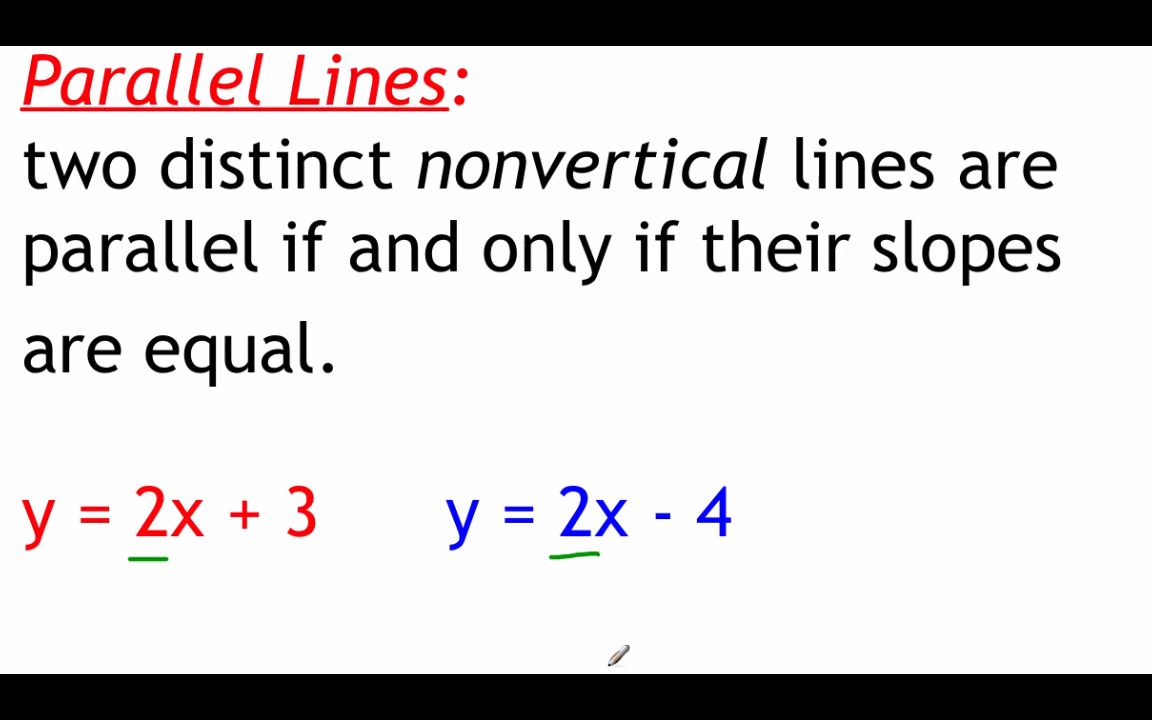 Parallel Lines:
two distinct nonvertical lines are
parallel if and only if their slopes
are equal.
y = 2x + 3 y = 2x - 4